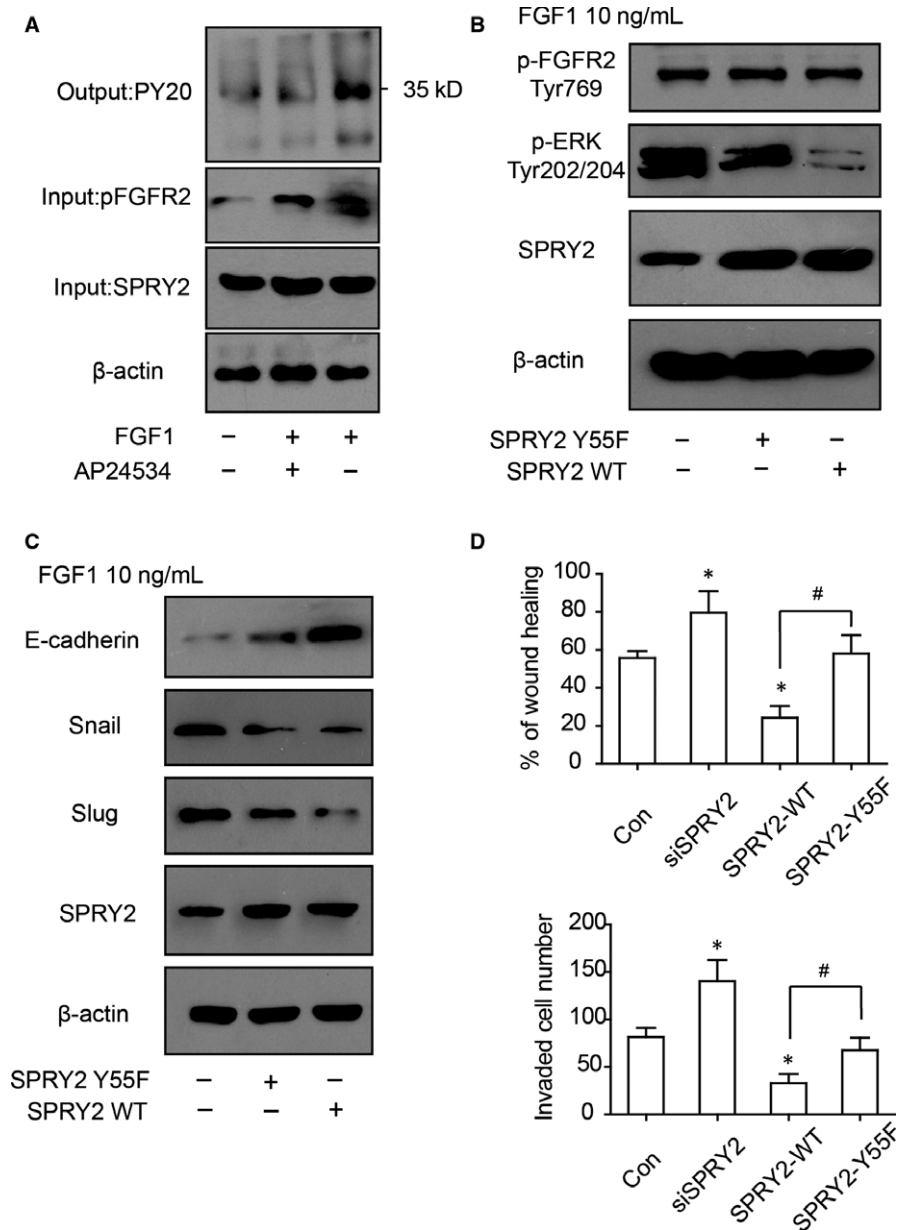 A
Output:PY20
35 kD
Input:pFGFR2
Input:SPRY2
β-actin
FGF1 – + +
AP24534 – + –
B
FGF1 10 ng/mL
p-FGFR2
Tyr769
p-ERK
Tyr202/204
SPRY2
β-actin
SPRY2 Y55F – + –
SPRY2 WT – – +
C
FGF1 10 ng/mL
E-cadherin
Snail
Slug
SPRY2
β-actin
SPRY2 Y55F – + –
SPRY2 WT – – +
D
% of wound healing
100
80
60
40
20
0
*
*
#
Con
siSPRY2
SPRY2-WT
SPRY2-Y55F
Invaded cell number
200
150
100
50
0
*
*
#
Con
siSPRY2
SPRY2-WT
SPRY2-Y55F